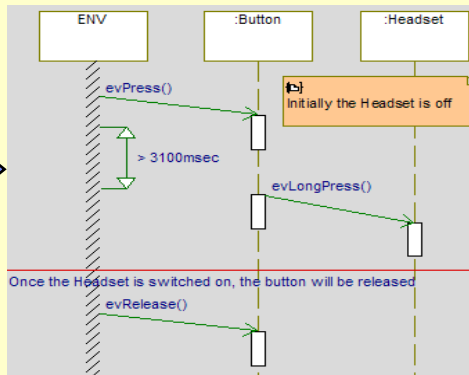 ENV
:Button
:Headset
evPress()
Initially the Headset is off
> 3100msec
evLongPress()
Once the Headset is switched on, the button will be released
evRelease()